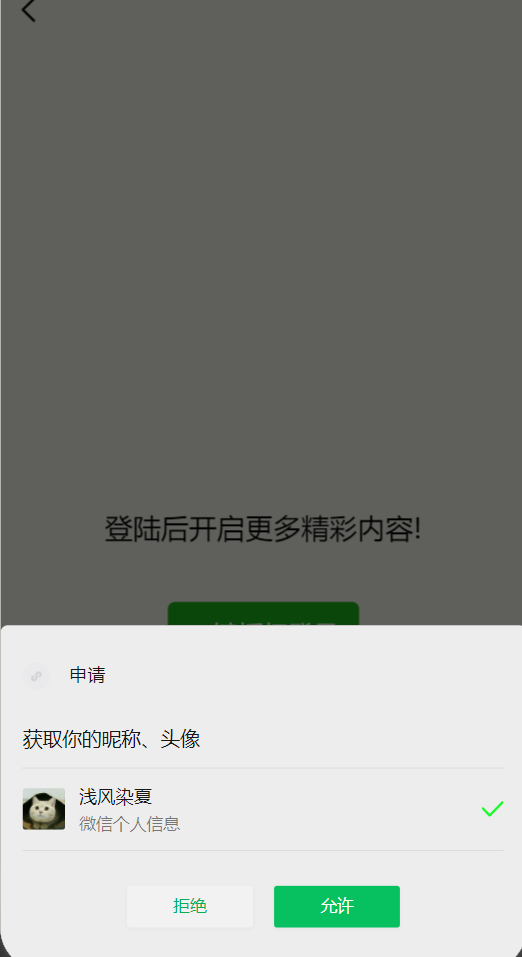 登陆后开启更多精彩内容!
申请
获取你的昵称、头像
浅风染夏
微信个人信息
拒绝
允许